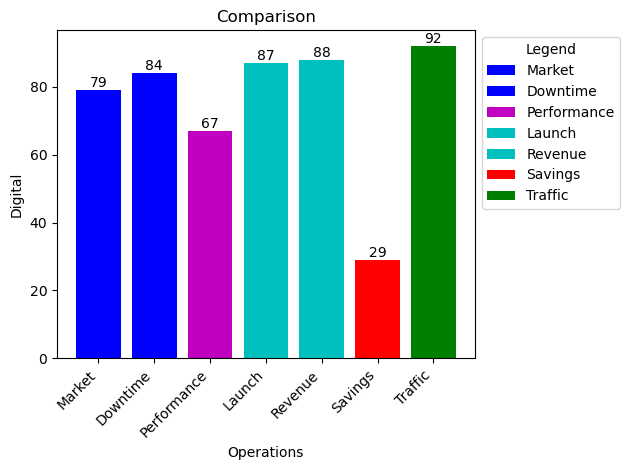 Comparison
Digital
80
60
40
20
0
79
84
67
87
88
29
92
Market
Downtime
Performance
Launch
Revenue
Savings
Traffic
Operations
Legend
Market
Downtime
Performance
Launch
Revenue
Savings
Traffic